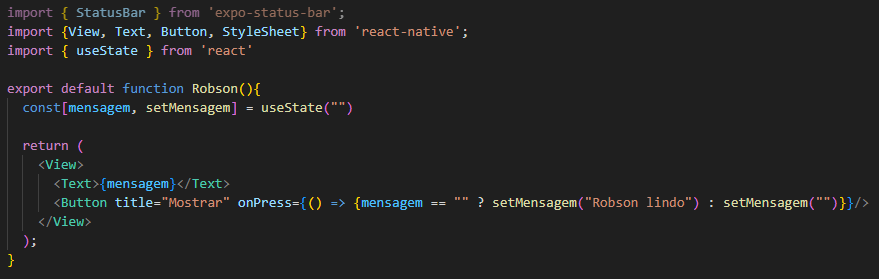 import { StatusBar } from 'expo-status-bar';
import {View, Text, Button, StyleSheet} from 'react-native';
import { useState } from 'react'
export default function Robson(){
const[mensagem, setMensagem] = useState("")
return (
<View>
<Text>{mensagem}</Text>
<Button title="Mostrar" onPress={() => {mensagem == "" ? setMensagem("Robson lindo") : setMensagem("")}}/>
</View>
);
}